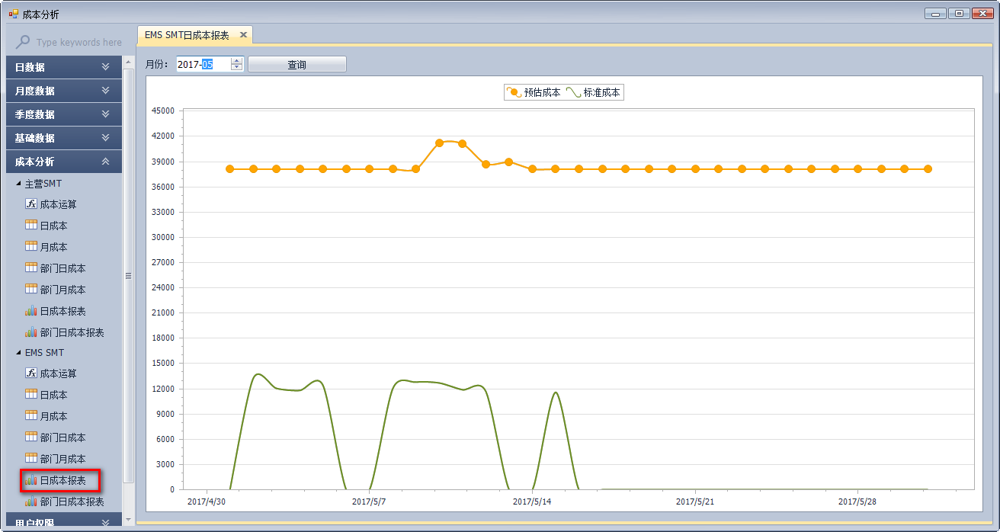 成本分析
Type keywords here
日数据
月度数据
季度数据
基础数据
成本分析
主营SMT
fx 成本运算
日成本
月成本
部门日成本
部门月成本
日成本报表
部门日成本报表
EMS SMT
fx 成本运算
日成本
月成本
部门日成本
部门月成本
日成本报表
部门日成本报表
用户权限
EMS SMT日成本报表
月份： 2017-05 查询
预估成本 标准成本
45000
42000
39000
36000
33000
30000
27000
24000
21000
18000
15000
12000
9000
6000
3000
0
2017/4/30 2017/5/7 2017/5/14 2017/5/21 2017/5/28